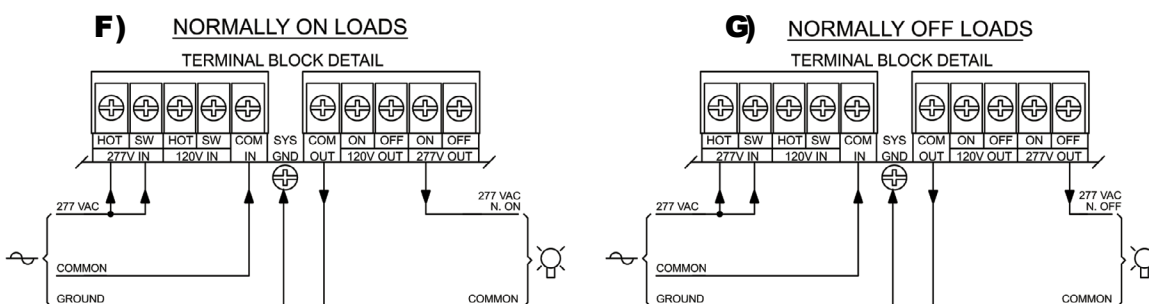 F) NORMALLY ON LOADS
TERMINAL BLOCK DETAIL
HOT SW HOT SW COM SYS COM ON OFF ON OFF
277V IN 120V IN IN GND OUT 120V OUT 277V OUT
277 VAC
277 VAC
N. ON
COMMON
GROUND
COMMON
G) NORMALLY OFF LOADS
TERMINAL BLOCK DETAIL
HOT SW HOT SW COM SYS COM ON OFF ON OFF
277V IN 120V IN IN GND OUT 120V OUT 277V OUT
277 VAC
277 VAC
N. OFF
COMMON
GROUND
COMMON